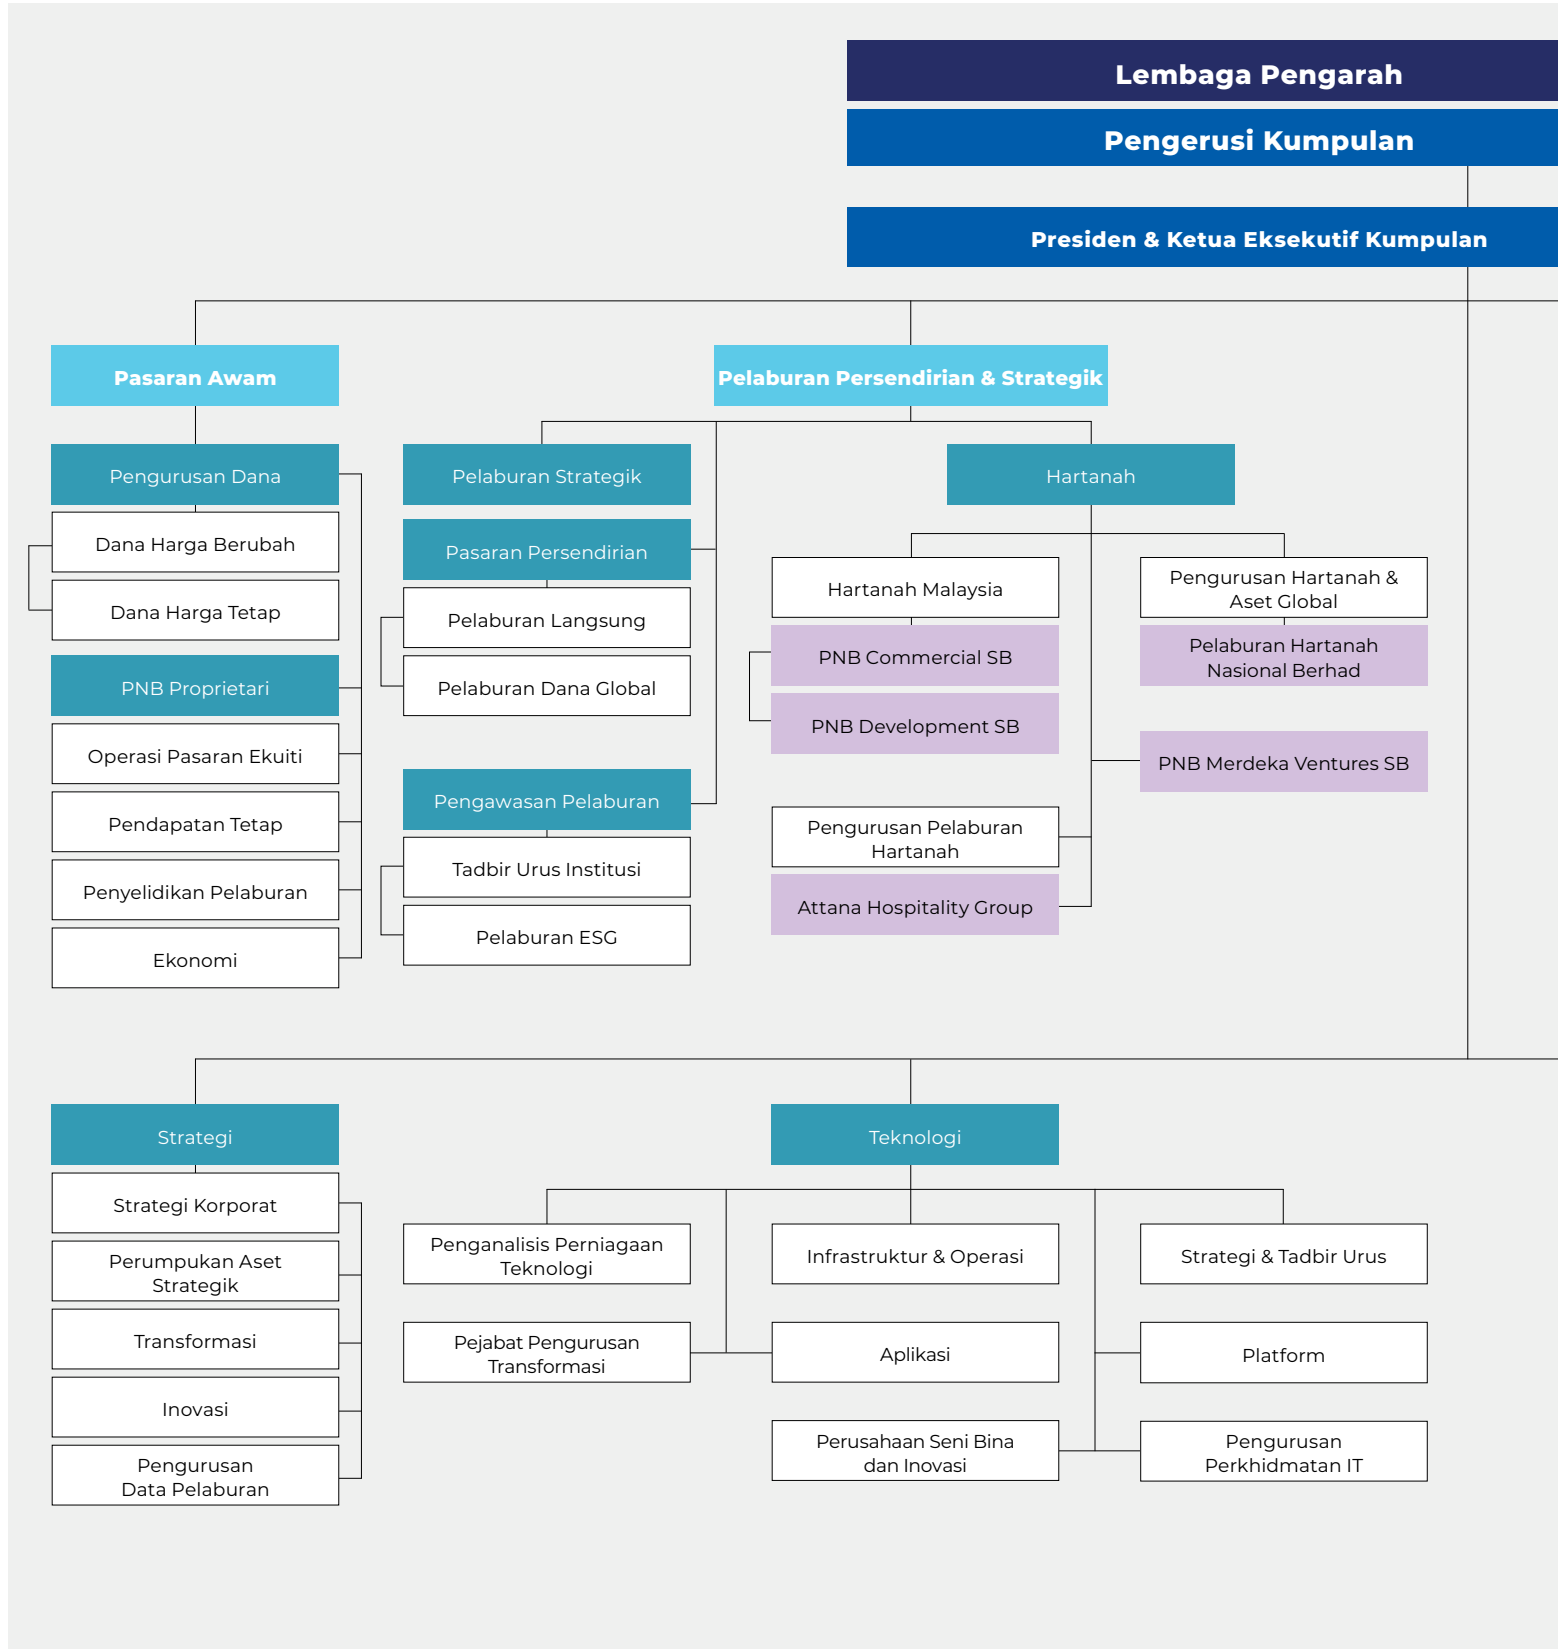 Lembaga Pengarah
Pengerusi Kumpulan
Presiden & Ketua Eksekutif Kumpulan
Pasaran Awam
Pengurusan Dana
Dana Harga Berubah
Dana Harga Tetap
PNB Proprietari
Operasi Pasaran Ekuiti
Pendapatan Tetap
Penyelidikan Pelaburan
Ekonomi
Pelaburan Persendirian & Strategik
Pelaburan Strategik
Pasaran Persendirian
Pelaburan Langsung
Pelaburan Dana Global
Pengawasan Pelaburan
Tadbir Urus Institusi
Pelaburan ESG
Hartanah
Hartanah Malaysia
PNB Commercial SB
PNB Development SB
Pengurusan Pelaburan
Hartanah
Attana Hospitality Group
Pengurusan Hartanah &
Aset Global
Pelaburan Hartanah
Nasional Berhad
PNB Merdeka Ventures SB
Strategi
Strategi Korporat
Perumpukan Aset
Strategik
Transformasi
Inovasi
Pengurusan
Data Pelaburan
Teknologi
Penganalisis Perniagaan
Teknologi
Infrastruktur & Operasi
Strategi & Tadbir Urus
Pejabat Pengurusan
Transformasi
Aplikasi
Platform
Perusahaan Seni Bina
dan Inovasi
Pengurusan
Perkhidmatan IT